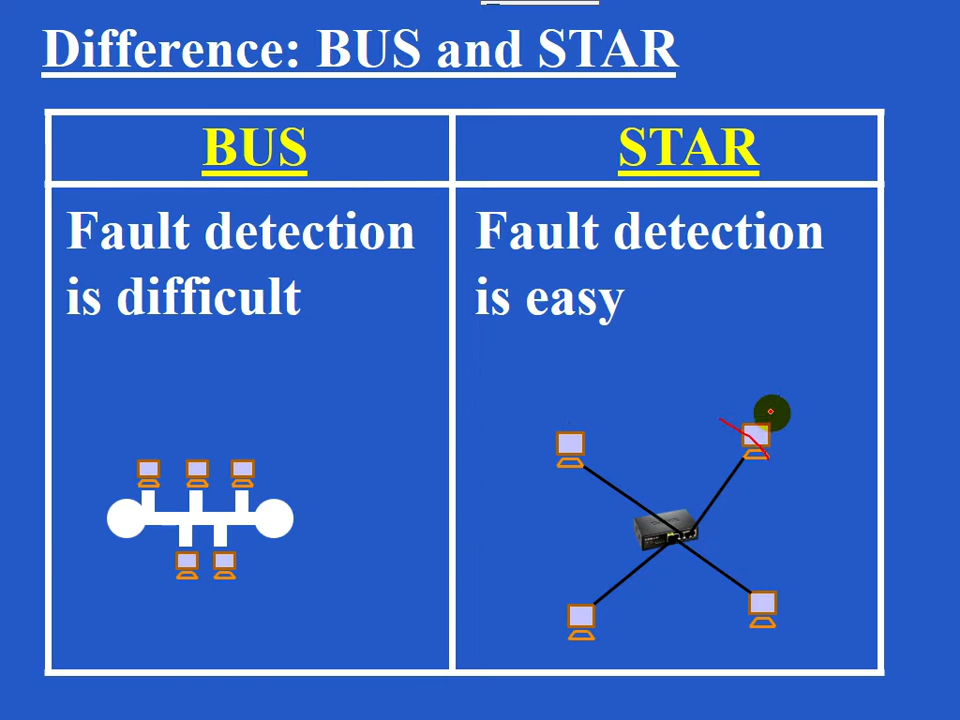 Difference: BUS and STAR
BUS
STAR
Fault detection
is difficult
Fault detection
is easy